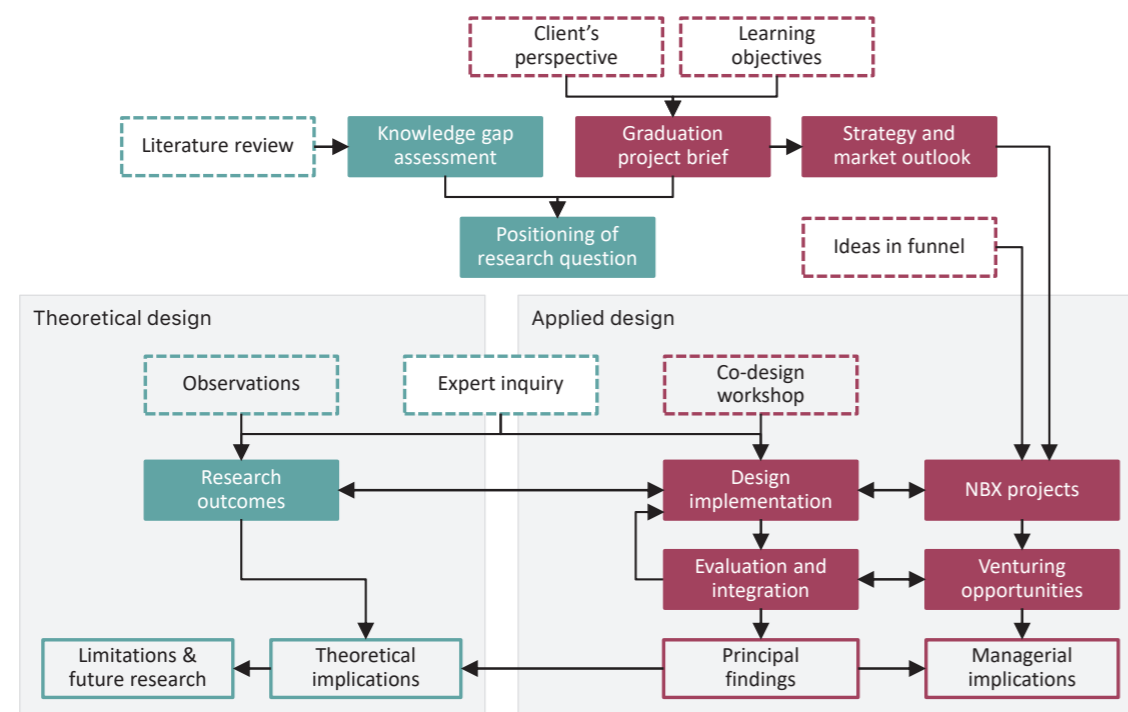 Client’s
perspective
Learning
objectives
Literature review
Knowledge gap
assessment
Graduation
project brief
Strategy and
market outlook
Positioning of
research question
Ideas in funnel
Theoretical design
Applied design
Observations
Expert inquiry
Co-design
workshop
Research
outcomes
Design
implementation
NBX projects
Evaluation and
integration
Venturing
opportunities
Limitations &
future research
Theoretical
implications
Principal
findings
Managerial
implications